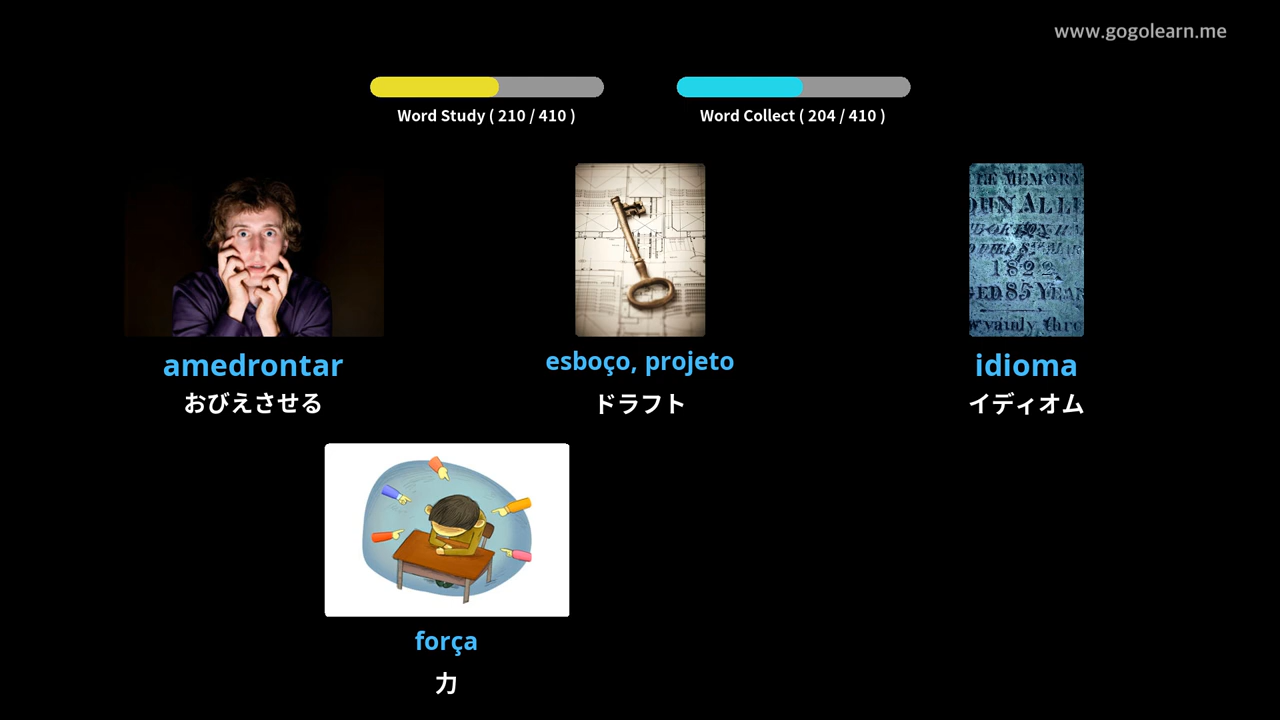 www.gogolearn.me
Word Study ( 210 / 410 )
Word Collect ( 204 / 410 )
1822
amedrontar
esboço, projeto
idioma
おびえさせる
ドラフト
イディオム
força
力